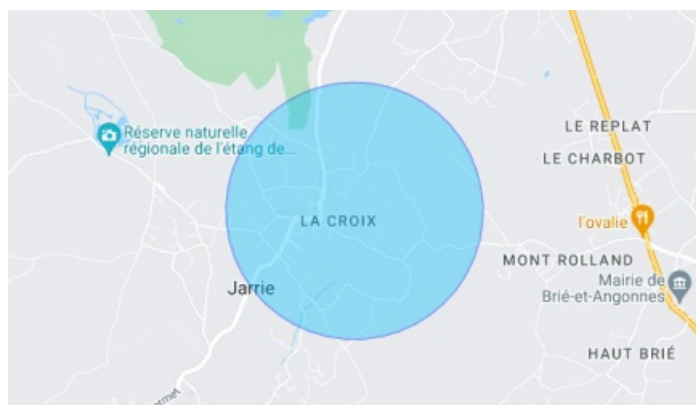 LE REPLAT
Réserve naturelle
régionale de l'étang de...
LE CHARBOT
LA CROIX
l'ovalie
MONT ROLLAND
Mairie de
Brié-et-Angonnes
Jarrie
HAUT BRIÉ